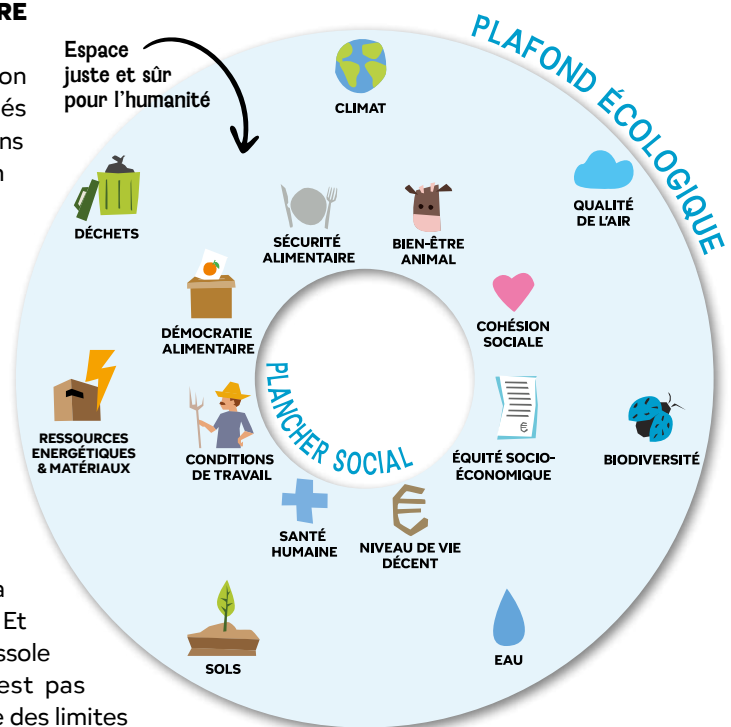 RE
on
és
ns
n
Espace
juste et sûr
pour l'humanité
PLAFOND ÉCOLOGIQUE
CLIMAT
QUALITÉ
DE L'AIR
DÉCHETS
SÉCURITÉ
ALIMENTAIRE
BIEN-ÊTRE
ANIMAL
DÉMOCRATIE
ALIMENTAIRE
COHÉSION
SOCIALE
PLANCHER SOCIAL
RESSOURCES
ENERGÉTIQUES
& MATÉRIAUX
CONDITIONS
DE TRAVAIL
€
ÉQUITÉ SOCIO-
ÉCONOMIQUE
BIODIVERSITÉ
SANTÉ
HUMAINE
NIVEAU DE VIE
DÉCENT
SOLS
EAU
a
Et
ssole
est pas
e des limites